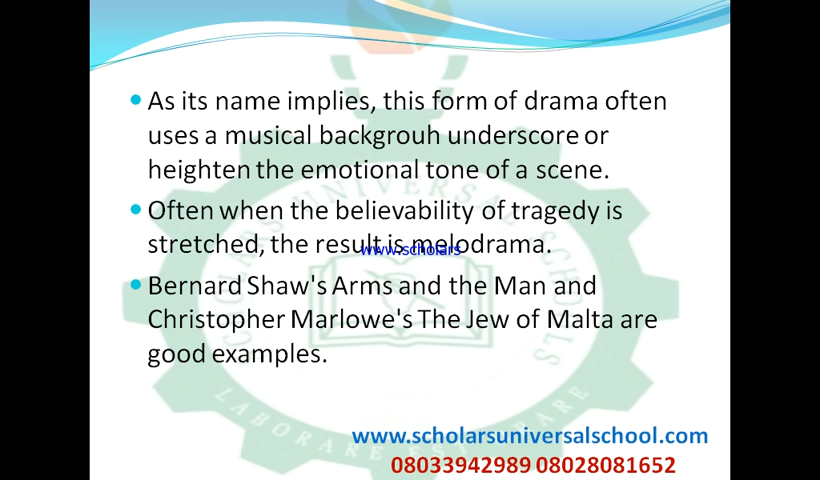 As its name implies, this form of drama often
uses a musical backgrouh underscore or
heighten the emotional tone of a scene.
Often when the believability of tragedy is
stretched, the result is melodrama.
www.scholars
Bernard Shaw's Arms and the Man and
Christopher Marlowe's The Jew of Malta are
good examples.
www.scholarsuniversalschool.com
08033942989 08028081652